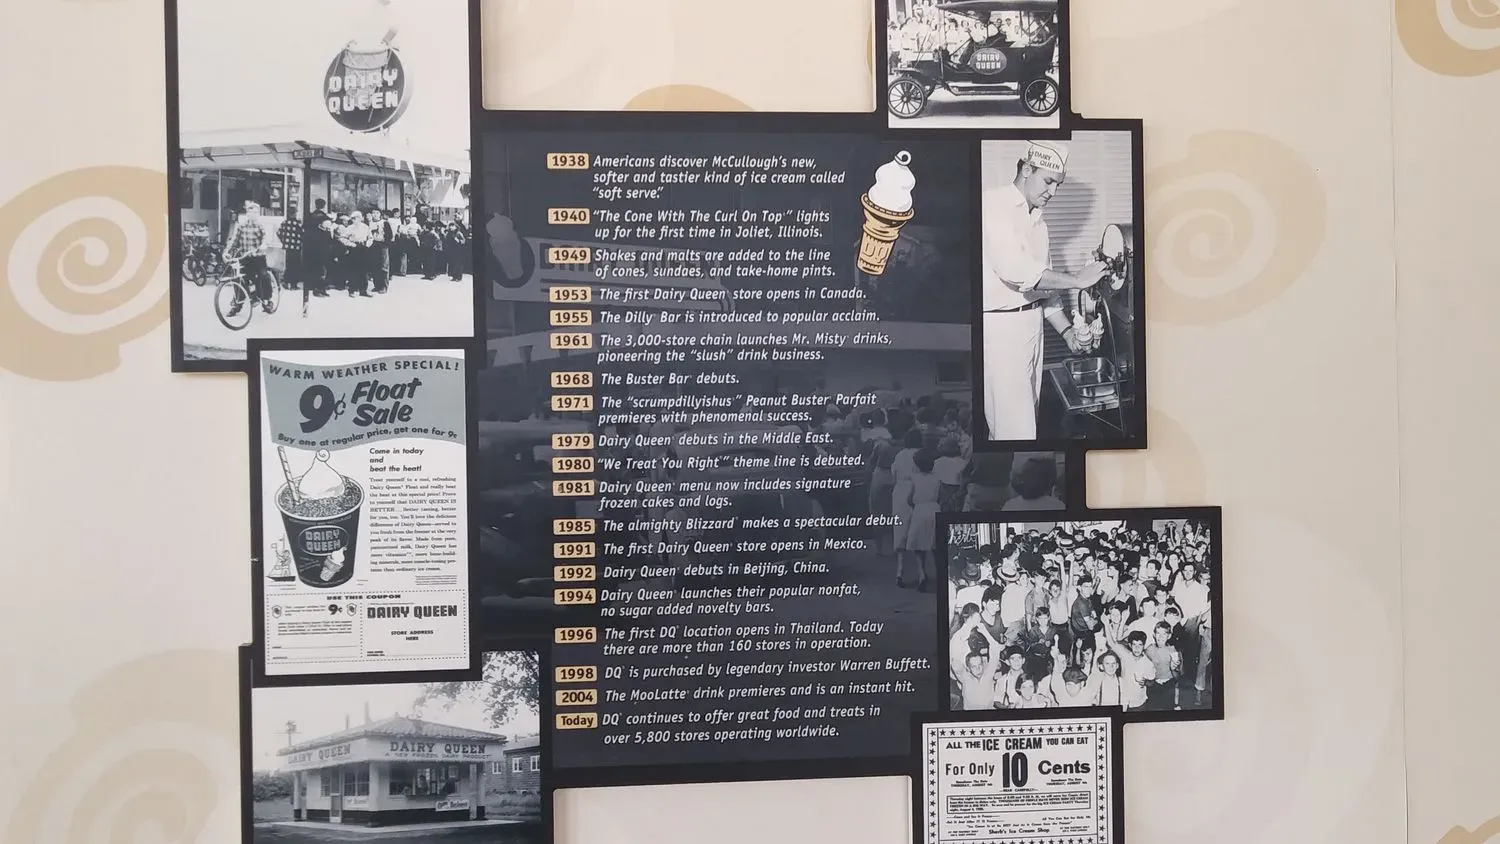 DAIRY
QUEEN
DAIRY
QUEEN
1938 Americans discover McCullough's new,
softer and tastier kind of ice cream called
"soft serve."
1940 "The Cone With The Curl On Top" lights
up for the first time in Joliet, Illinois.
1949 Shakes and malts are added to the line
of cones, sundaes, and take-home pints.
1953 The first Dairy Queen store opens in Canada.
1955 The Dilly Bar is introduced to popular acclaim.
1961 The 3,000-store chain launches Mr. Misty drinks,
pioneering the "slush" drink business.
1968 The Buster Bar debuts.
1971 The "scrumpdillyishus" Peanut Buster Parfait
premieres with phenomenal success.
1979 Dairy Queen debuts in the Middle East.
1980 "We Treat You Right" theme line is debuted.
1981 Dairy Queen menu now includes signature
frozen cakes and logs.
1985 The almighty Blizzard makes a spectacular debut.
1991 The first Dairy Queen store opens in Mexico.
1992 Dairy Queen debuts in Beijing, China.
1994 Dairy Queen launches their popular nonfat,
no sugar added novelty bars.
1996 The first DQ location opens in Thailand. Today
there are more than 160 stores in operation.
1998 DQ is purchased by legendary investor Warren Buffett.
2004 The MooLatte drink premieres and is an instant hit.
Today DQ continues to offer great food and treats in
over 5,800 stores operating worldwide.
DAIRY
QUEEN
WARM WEATHER SPECIAL!
9¢ Float
Sale
Buy one at regular price, get one for 9¢
Come in today
and
beat the heat!
Treat yourself to a cool, refreshing
DAIRY
QUEEN
USE THIS COUPON
9¢
DAIRY QUEEN
STORE ADDRESS
HERE
DAIRY QUEEN
DAIRY QUEEN
A NEW FROZEN DAIRY PRODUCT
ALL THE ICE CREAM YOU CAN EAT
For Only 10 Cents
Sherb's Ice Cream Shop